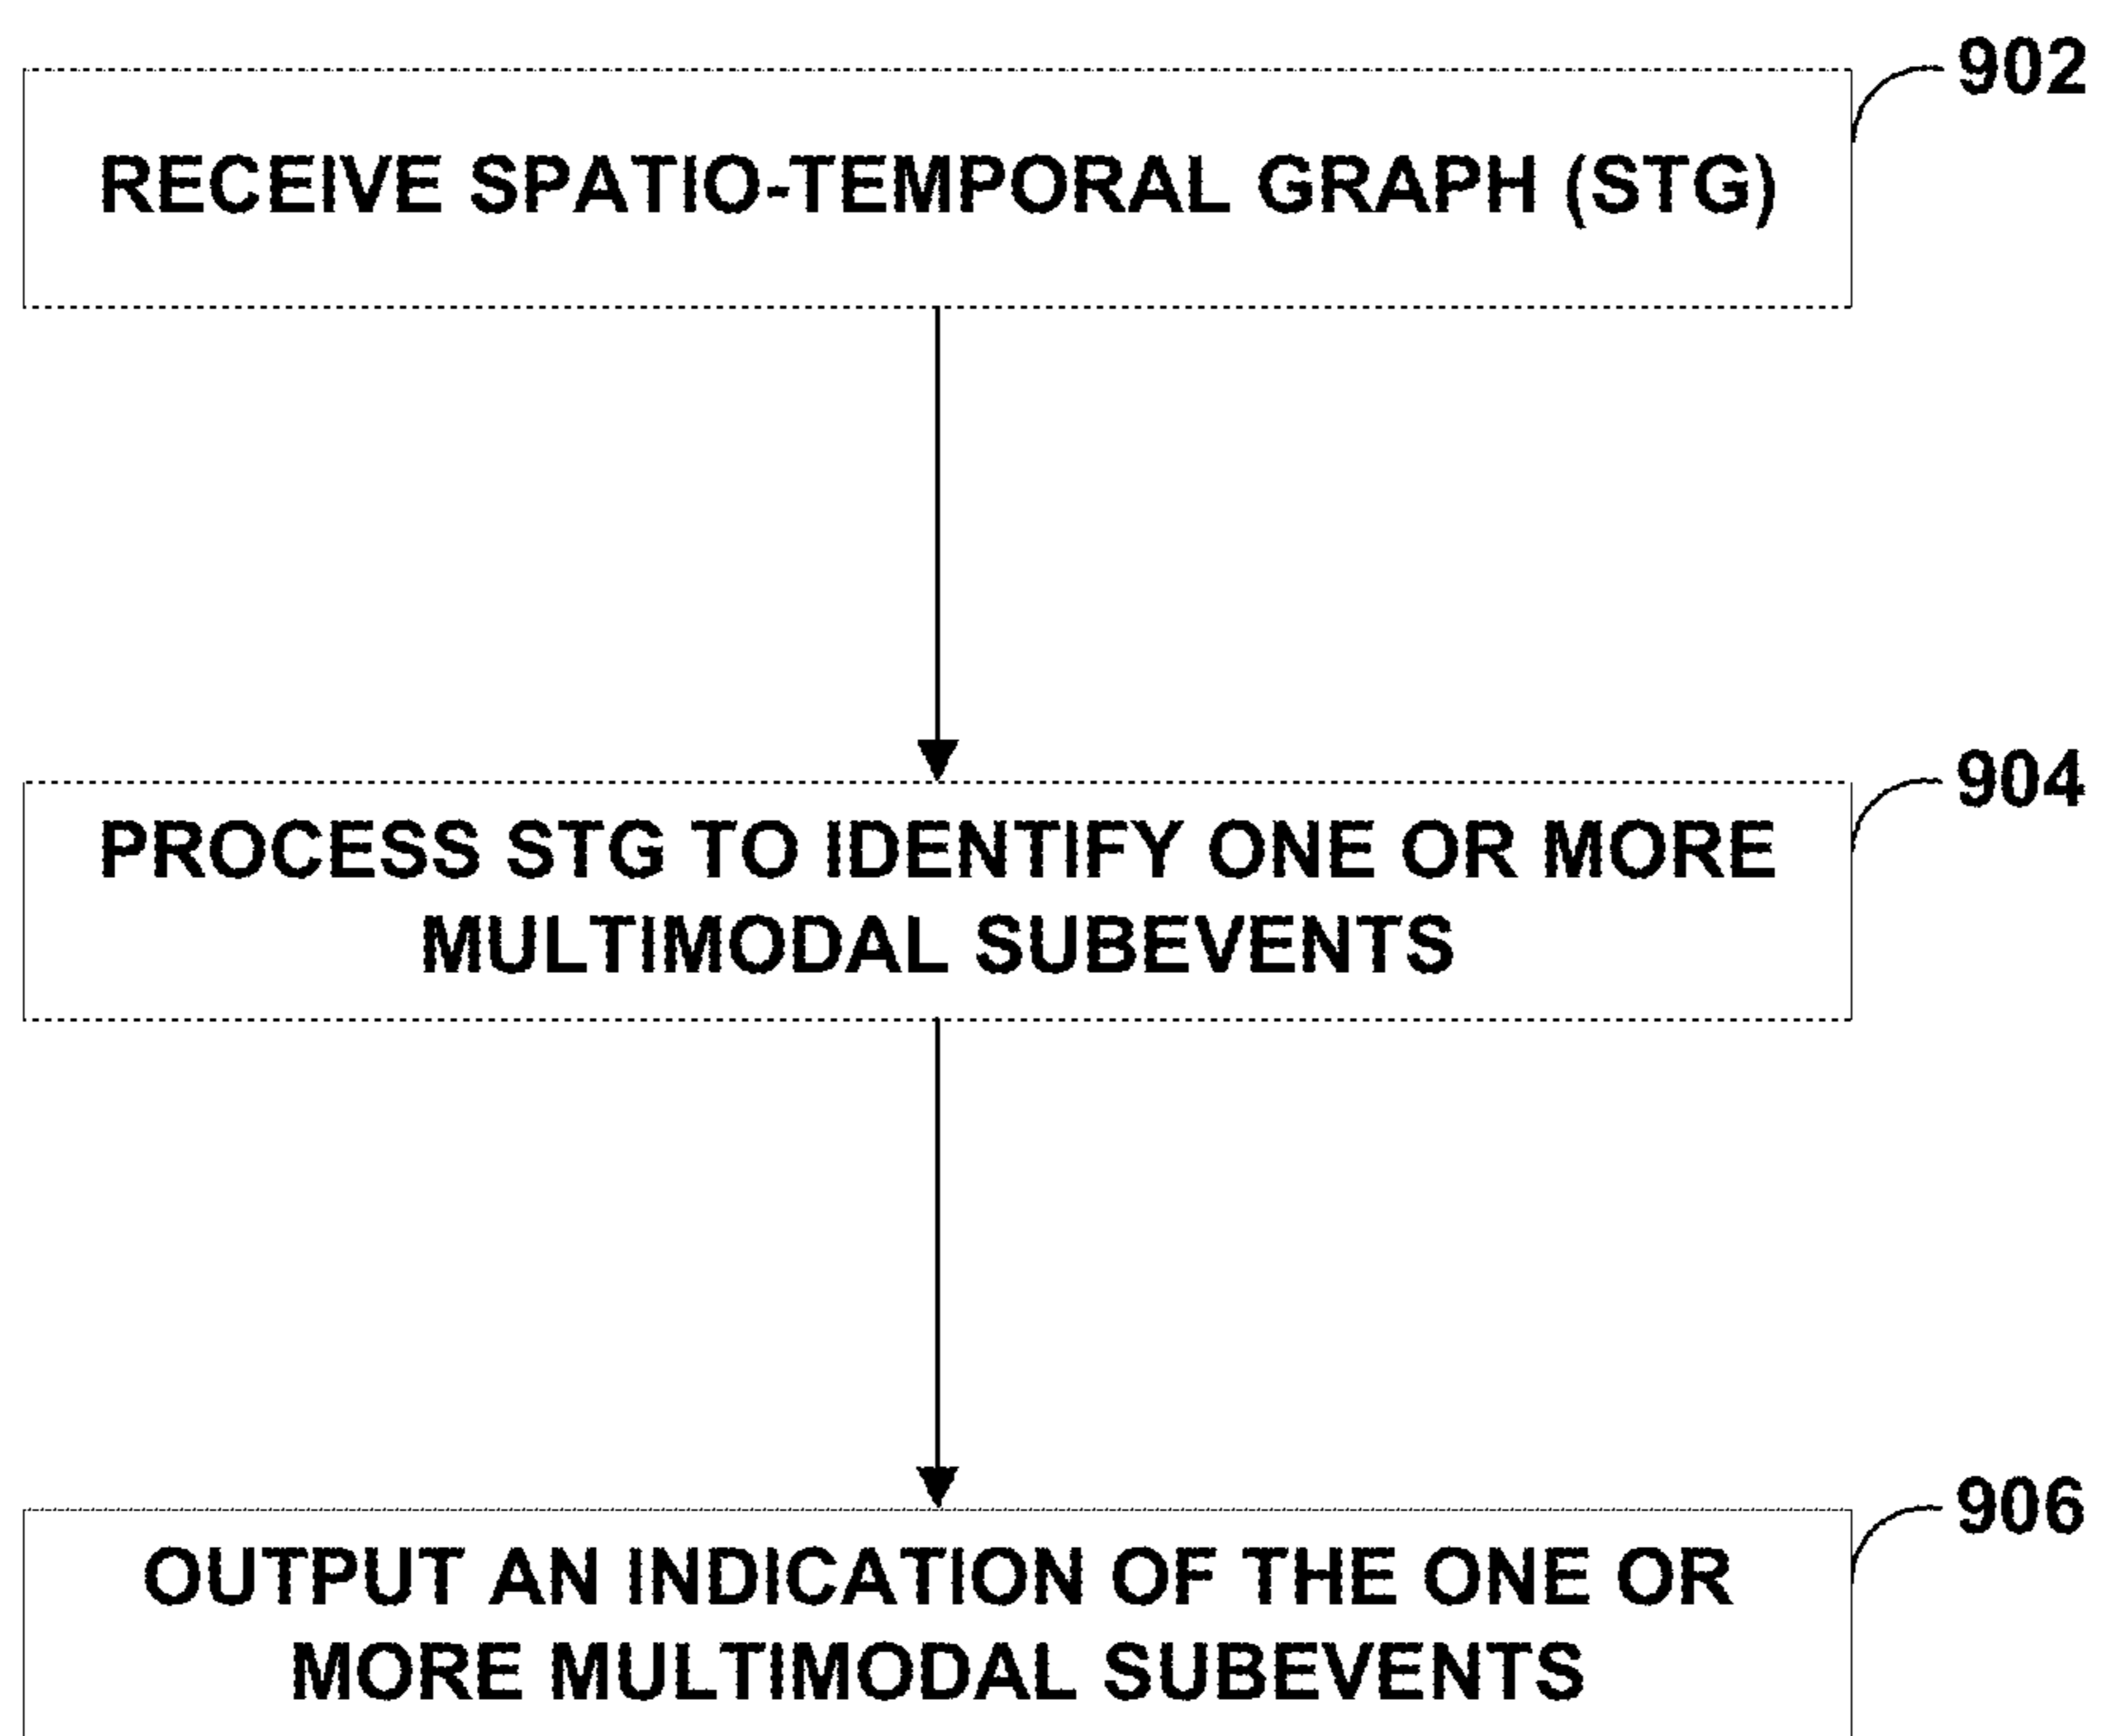 902
RECEIVE SPATIO-TEMPORAL GRAPH (STG)
904
PROCESS STG TO IDENTIFY ONE OR MORE
MULTIMODAL SUBEVENTS
906
OUTPUT AN INDICATION OF THE ONE OR
MORE MULTIMODAL SUBEVENTS